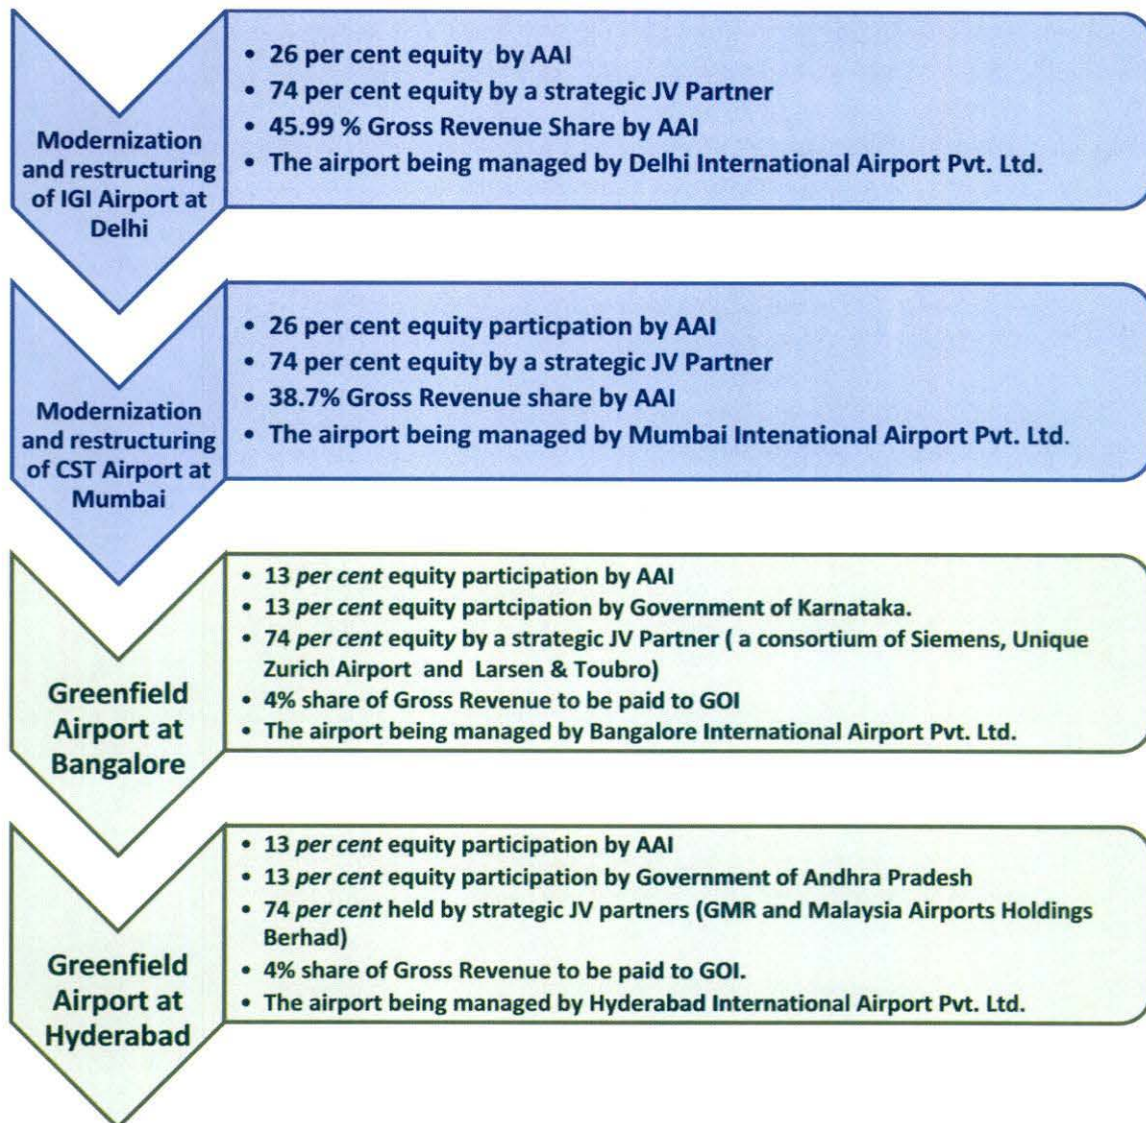 Modernization
and restructuring
of IGI Airport at
Delhi
• 26 per cent equity by AAI
• 74 per cent equity by a strategic JV Partner
• 45.99 % Gross Revenue Share by AAI
• The airport being managed by Delhi International Airport Pvt. Ltd.
Modernization
and restructuring
of CST Airport at
Mumbai
• 26 per cent equity particpation by AAI
• 74 per cent equity by a strategic JV Partner
• 38.7% Gross Revenue share by AAI
• The airport being managed by Mumbai Intenational Airport Pvt. Ltd.
Greenfield
Airport at
Bangalore
• 13 per cent equity participation by AAI
• 13 per cent equity partcipation by Government of Karnataka.
• 74 per cent equity by a strategic JV Partner ( a consortium of Siemens, Unique
Zurich Airport and Larsen & Toubro)
• 4% share of Gross Revenue to be paid to GOI
• The airport being managed by Bangalore International Airport Pvt. Ltd.
Greenfield
Airport at
Hyderabad
• 13 per cent equity participation by AAI
• 13 per cent equity participation by Government of Andhra Pradesh
• 74 per cent held by strategic JV partners (GMR and Malaysia Airports Holdings
Berhad)
• 4% share of Gross Revenue to be paid to GOI.
• The airport being managed by Hyderabad International Airport Pvt. Ltd.